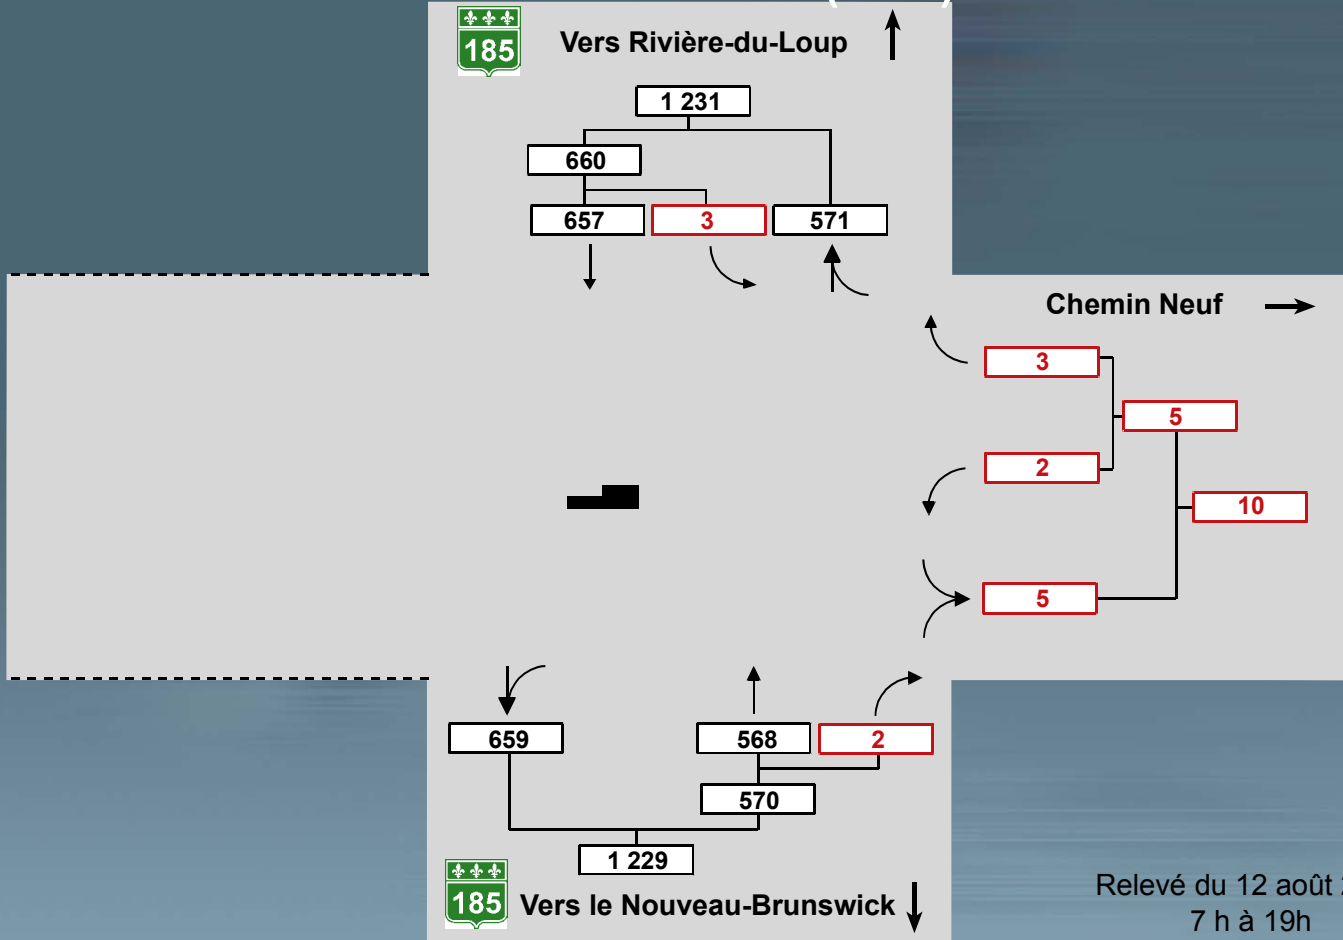 185
Vers Rivière-du-Loup
1 231
660
657 3 571
Chemin Neuf
3
5
2
10
5
659 568 2
570
1 229
185
Vers le Nouveau-Brunswick
Relevé du 12 août
7 h à 19h